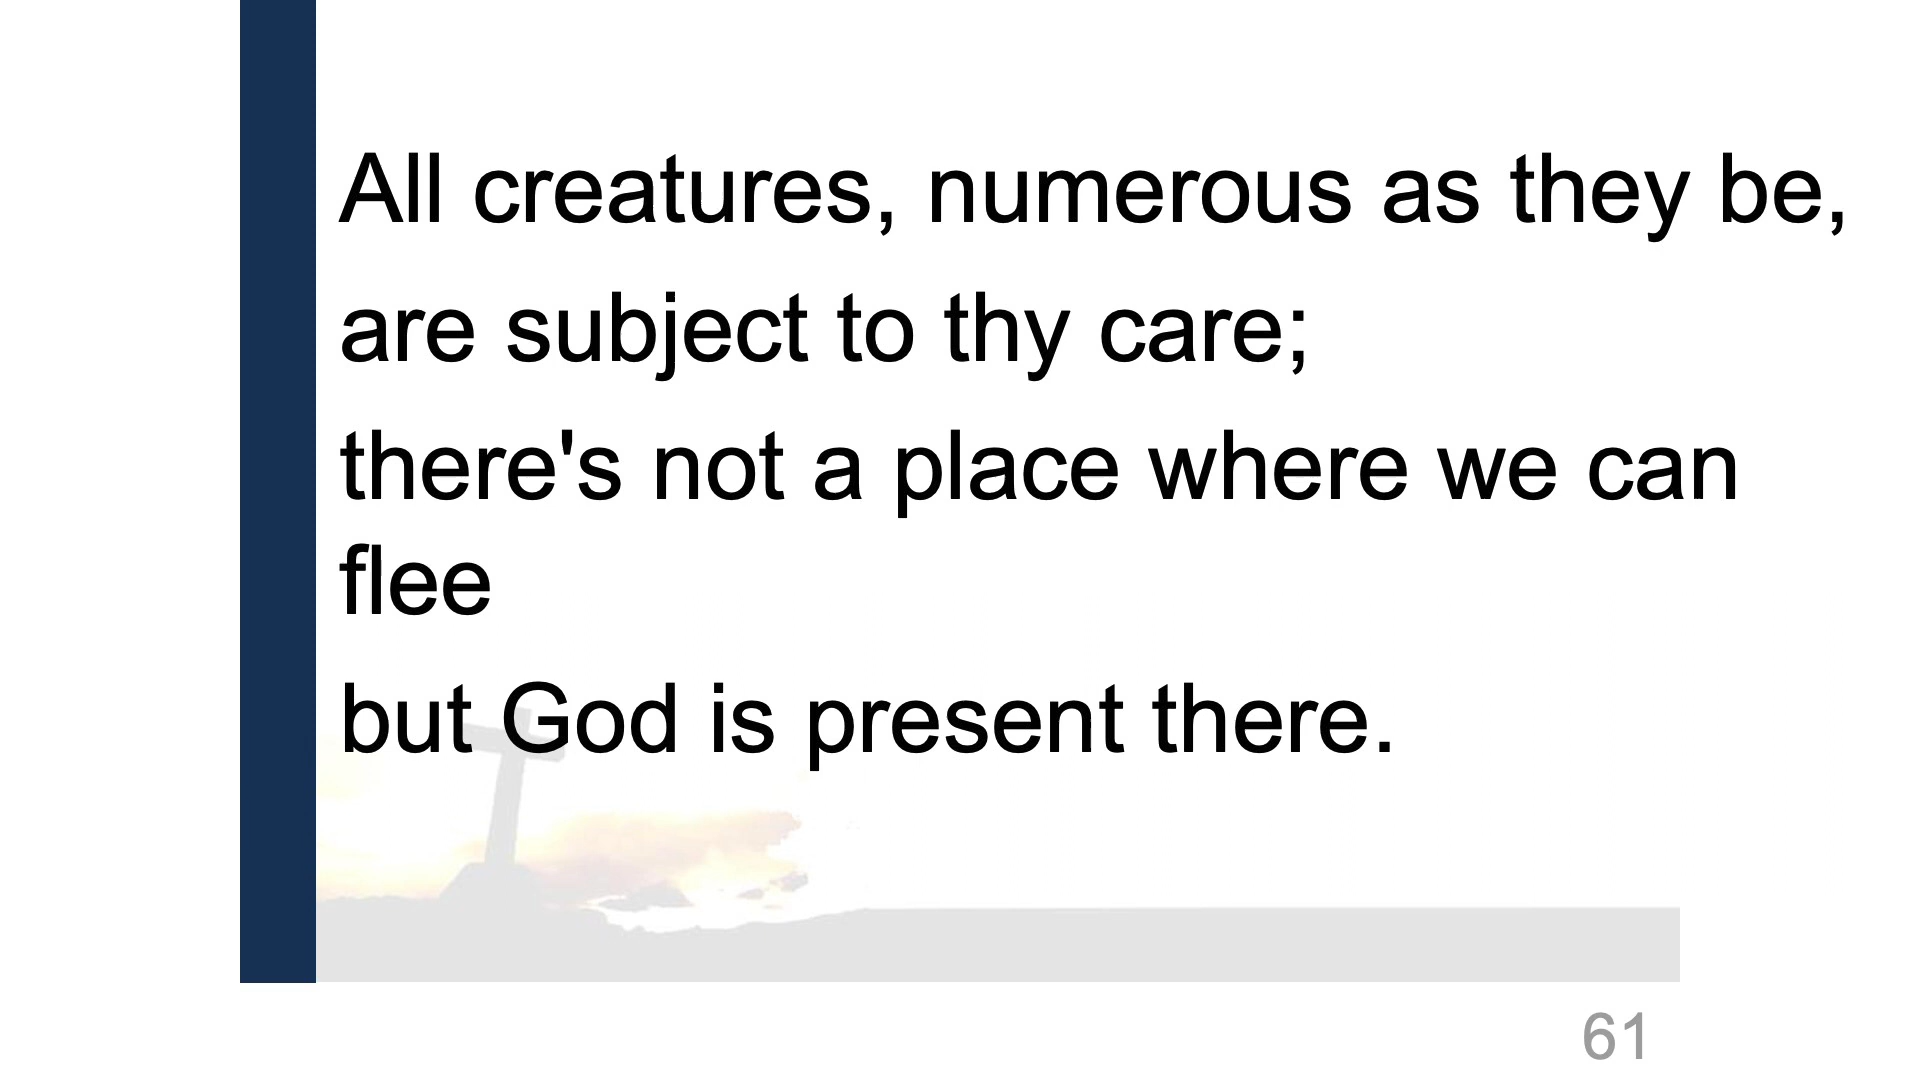 All creatures, numerous as they be,
are subject to thy care;
there's not a place where we can
flee
but God is present there.
61